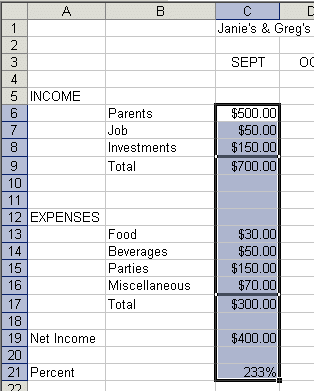 A B C D
1 Janie's & Greg's
2
3 SEPT OC
4
5 INCOME
6 Parents $500.00
7 Job $50.00
8 Investments $150.00
9 Total $700.00
10
11
12 EXPENSES
13 Food $30.00
14 Beverages $50.00
15 Parties $150.00
16 Miscellaneous $70.00
17 Total $300.00
18
19 Net Income $400.00
20
21 Percent 233%
22